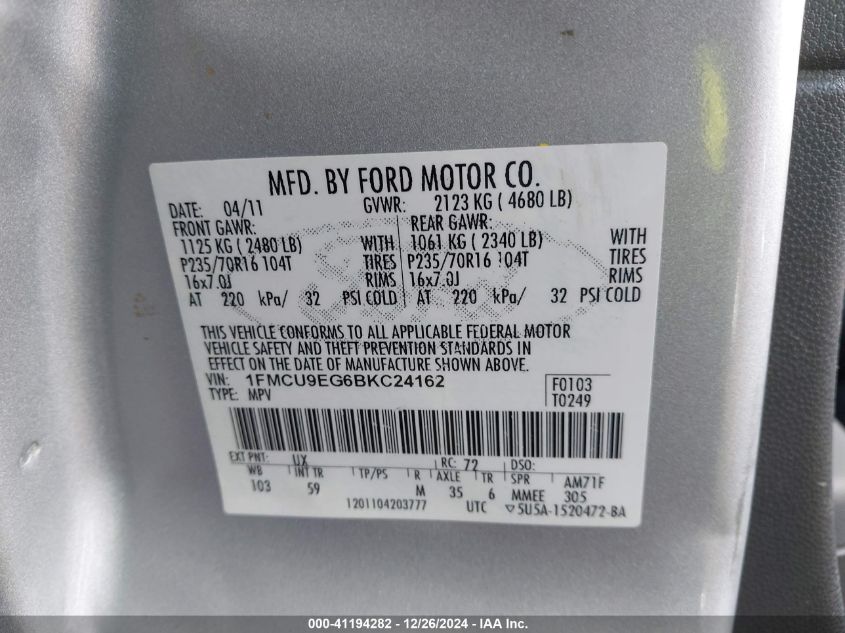 MFD. BY FORD MOTOR CO.
DATE: 04/11 GVWR: 2123 KG ( 4680 LB)
FRONT GAWR: REAR GAWR:
1125 KG ( 2480 LB) WITH 1061 KG ( 2340 LB) WITH
P235/70R16 104T TIRES P235/70R16 104T TIRES
16x7.0J RIMS 16x7.0J RIMS
AT 220 kPa/ 32 PSI COLD AT 220 kPa/ 32 PSI COLD
THIS VEHICLE CONFORMS TO ALL APPLICABLE FEDERAL MOTOR
VEHICLE SAFETY AND THEFT PREVENTION STANDARDS IN
EFFECT ON THE DATE OF MANUFACTURE SHOWN ABOVE.
VIN: 1FMCU9EG6BKC24162 F0103
TYPE: MPV T0249
EXT PNT: UX RC: 72 DSO:
WB INT TR TP/PS R AXLE TR SPR AM71F
103 59 M 35 6 MMEE 305
1201104203777 UTC ▽5U5A-1520472-BA
000-41194282 - 12/26/2024 - IAA Inc.